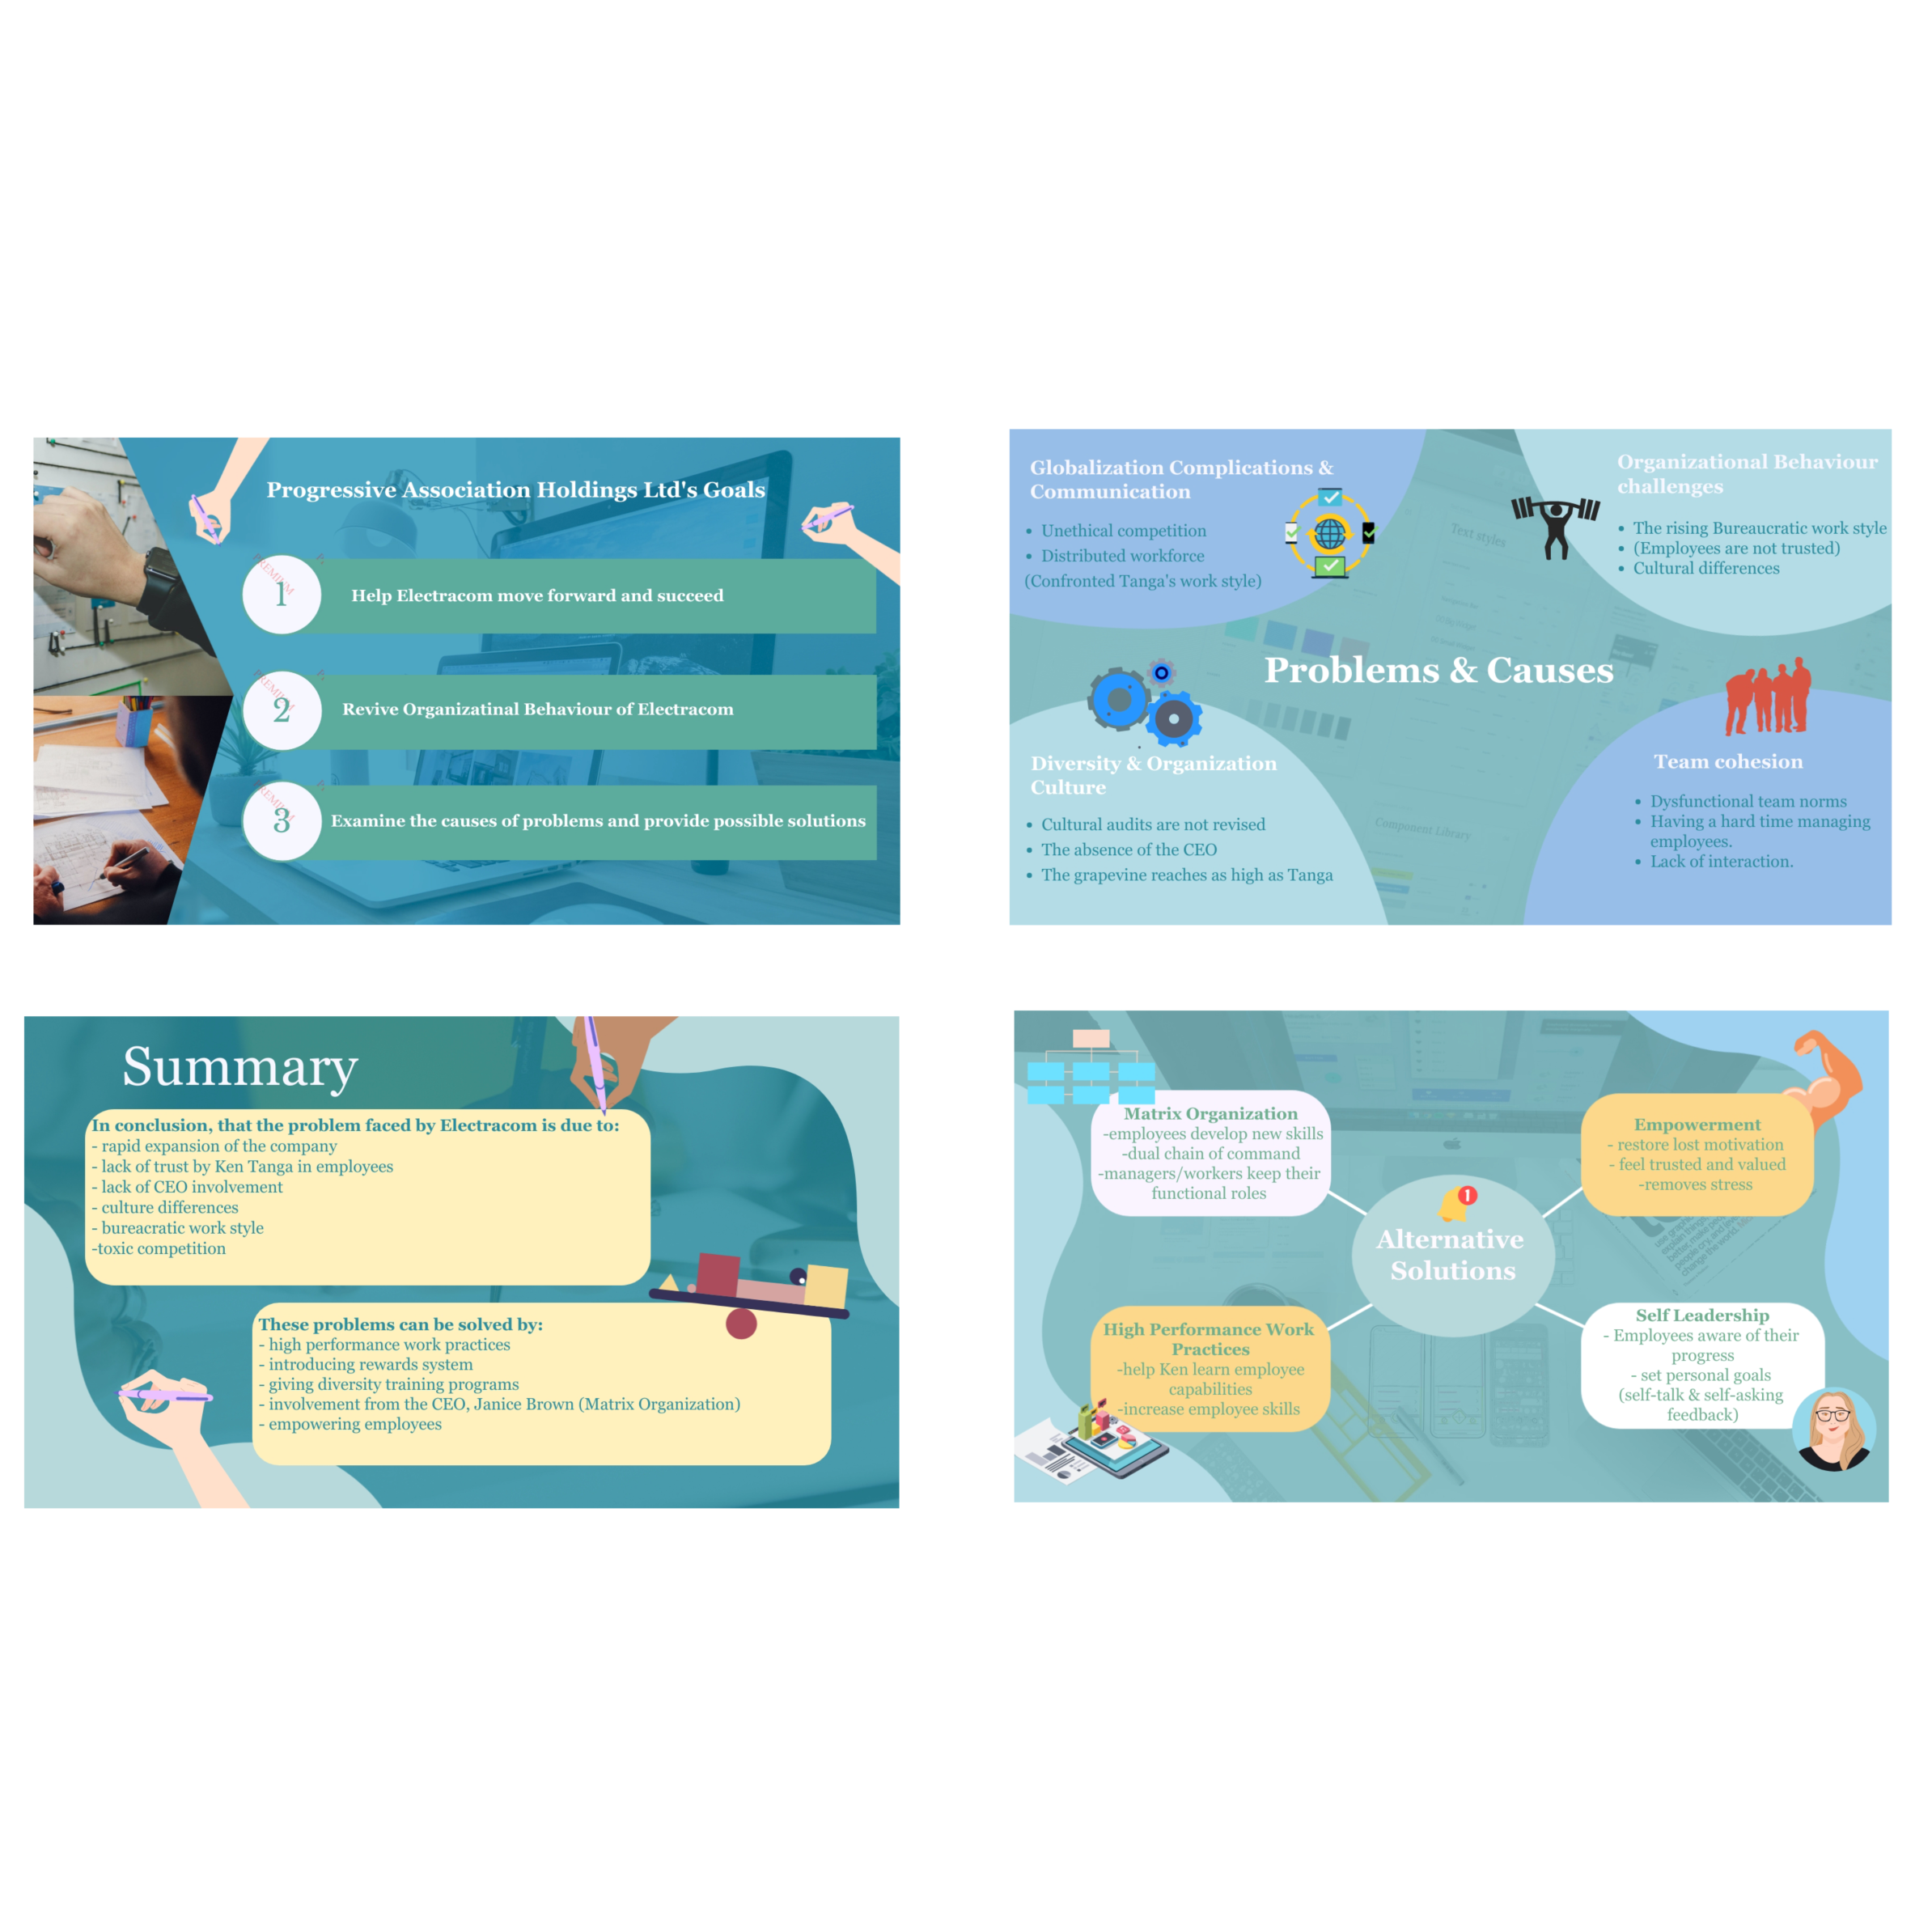 Progressive Association Holdings Ltd's Goals
PREMIUM
1
Help Electracom move forward and succeed
PREMIUM
2
Revive Organizatinal Behaviour of Electracom
PREMIUM
3
Examine the causes of problems and provide possible solutions
Globalization Complications &
Communication
• Unethical competition
• Distributed workforce
(Confronted Tanga's work style)
Organizational Behaviour
challenges
• The rising Bureaucratic work style
• (Employees are not trusted)
• Cultural differences
Text styles
Problems & Causes
Diversity & Organization
Culture
• Cultural audits are not revised
• The absence of the CEO
• The grapevine reaches as high as Tanga
Component Library
Team cohesion
• Dysfunctional team norms
• Having a hard time managing
employees.
• Lack of interaction.
Summary
In conclusion, that the problem faced by Electracom is due to:
- rapid expansion of the company
- lack of trust by Ken Tanga in employees
- lack of CEO involvement
- culture differences
- bureacratic work style
-toxic competition
These problems can be solved by:
- high performance work practices
- introducing rewards system
- giving diversity training programs
- involvement from the CEO, Janice Brown (Matrix Organization)
- empowering employees
Matrix Organization
-employees develop new skills
-dual chain of command
-managers/workers keep their
functional roles
Empowerment
- restore lost motivation
- feel trusted and valued
-removes stress
1
Alternative
Solutions
High Performance Work
Practices
-help Ken learn employee
capabilities
-increase employee skills
Self Leadership
- Employees aware of their
progress
- set personal goals
(self-talk & self-asking
feedback)